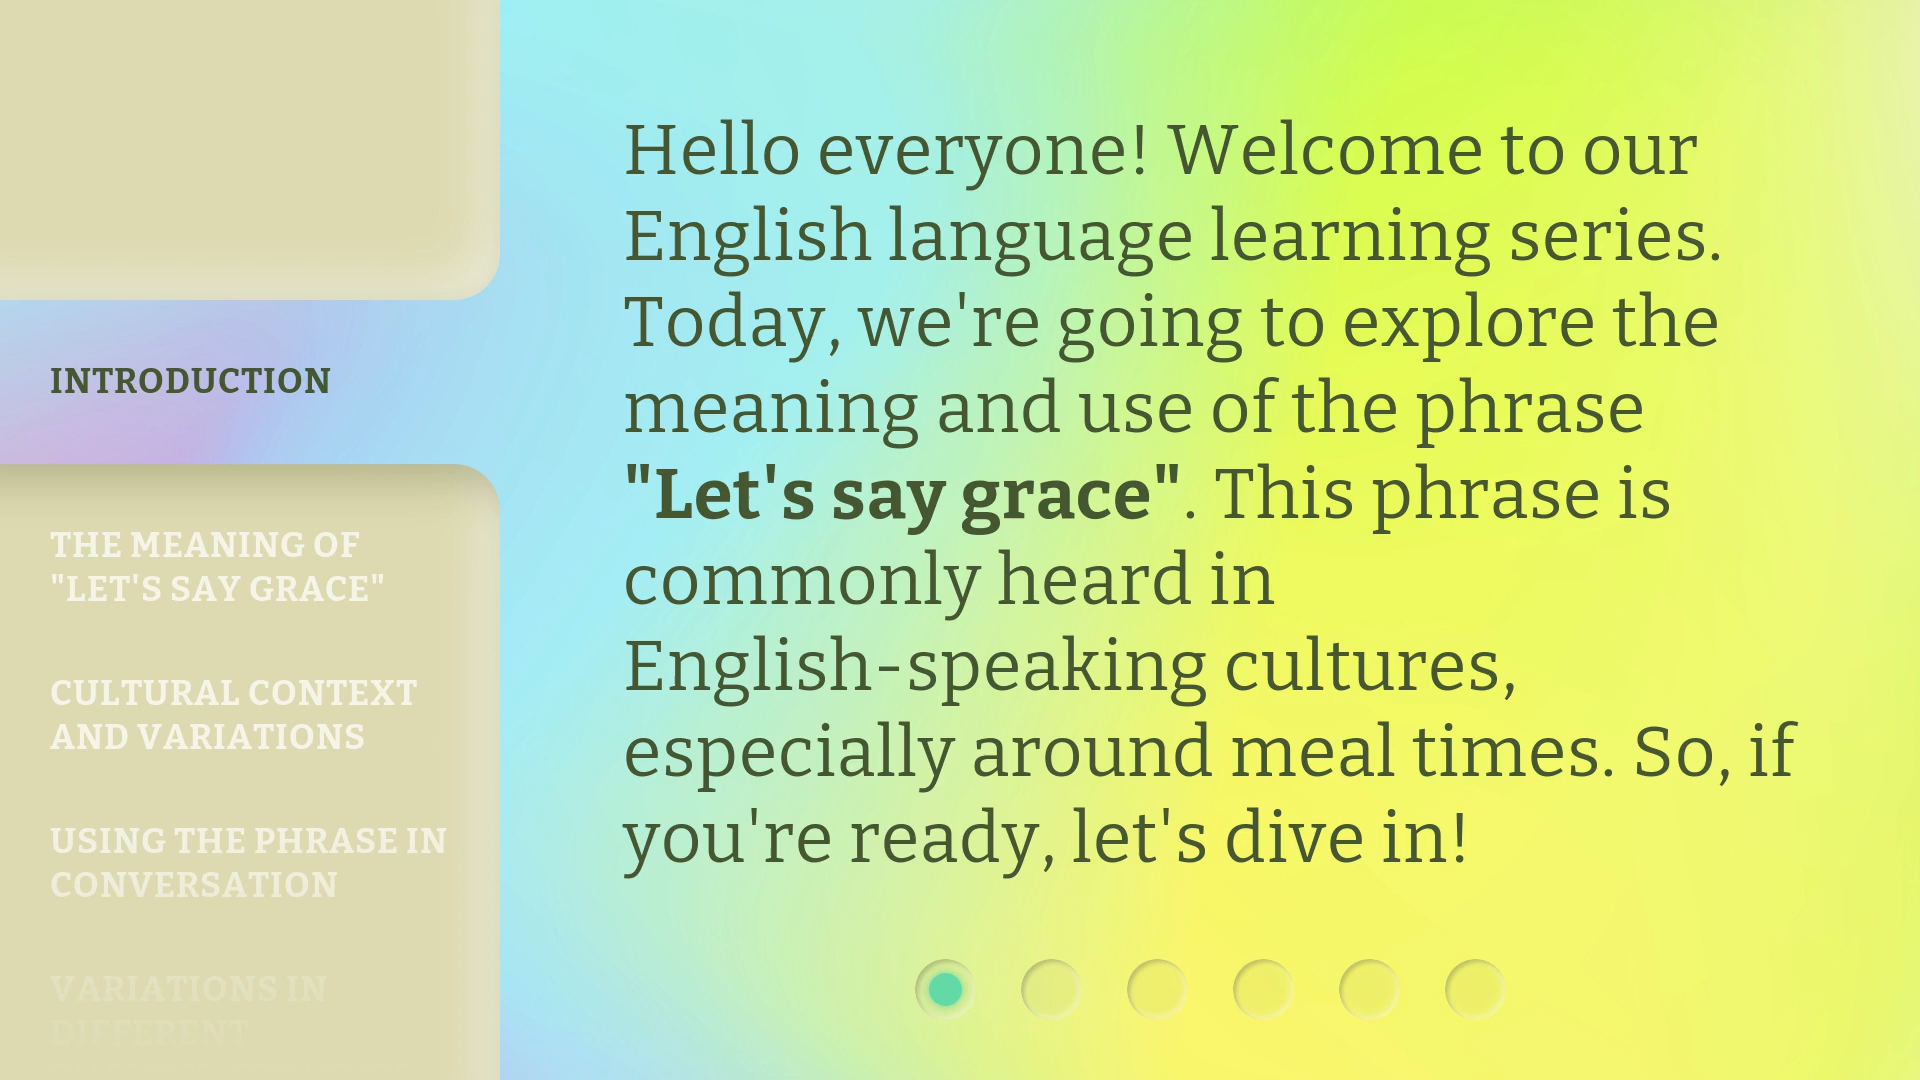 INTRODUCTION
THE MEANING OF
"LET'S SAY GRACE"
CULTURAL CONTEXT
AND VARIATIONS
USING THE PHRASE IN
CONVERSATION
VARIATIONS IN
DIFFERENT
Hello everyone! Welcome to our
English language learning series.
Today, we're going to explore the
meaning and use of the phrase
"Let's say grace". This phrase is
commonly heard in
English-speaking cultures,
especially around meal times. So, if
you're ready, let's dive in!